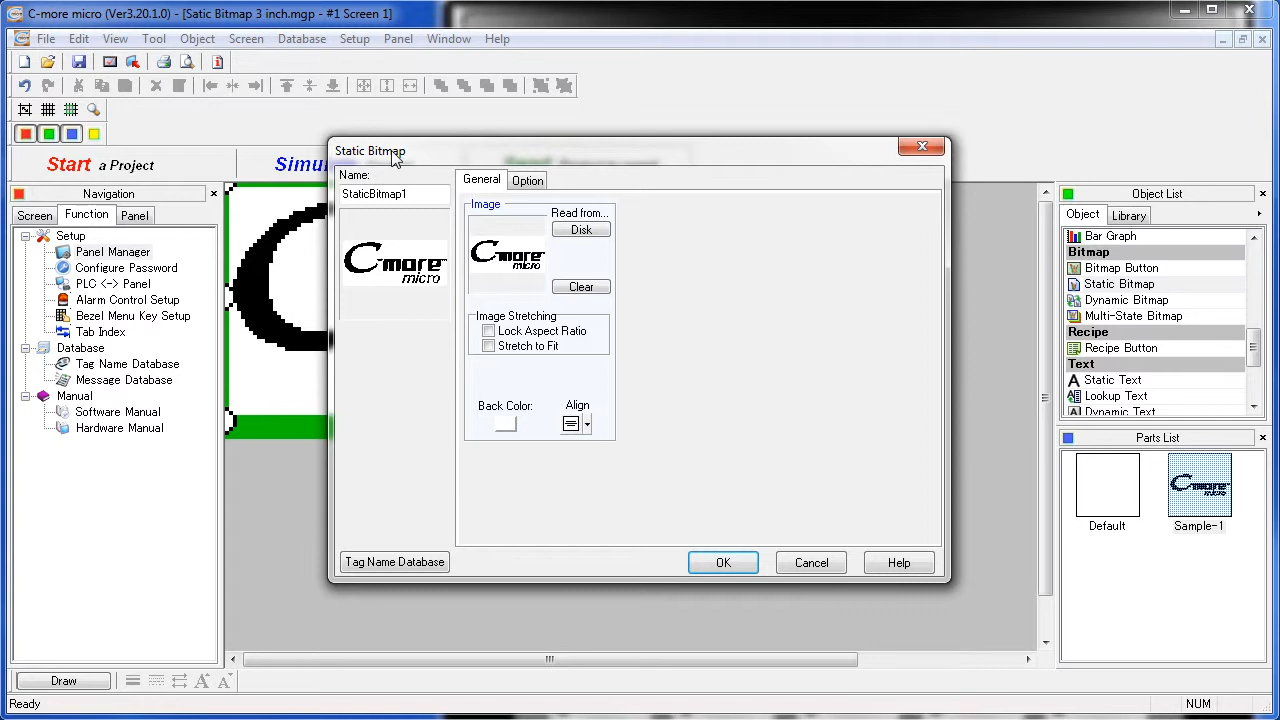 C-more micro (Ver3.20.1.0) - [Satic Bitmap 3 inch.mgp - #1 Screen 1]
File Edit View Tool Object Screen Database Setup Panel Window Help
Start a Project
Navigation
Screen Function Panel
Setup
Panel Manager
Configure Password
PLC <-> Panel
Alarm Control Setup
Bezel Menu Key Setup
Tab Index
Database
Tag Name Database
Message Database
Manual
Software Manual
Hardware Manual
Static Bitmap
Name:
StaticBitmap1
C-more
micro
Tag Name Database
General Option
Image
Read from...
Disk
C-more
micro
Clear
Image Stretching
Lock Aspect Ratio
Stretch to Fit
Back Color: Align
OK Cancel Help
Object List
Object Library
Bar Graph
Bitmap
Bitmap Button
Static Bitmap
Dynamic Bitmap
Multi-State Bitmap
Recipe
Recipe Button
Text
Static Text
Lookup Text
Dynamic Text
Parts List
C-more
micro
Default Sample-1
Draw
Ready NUM